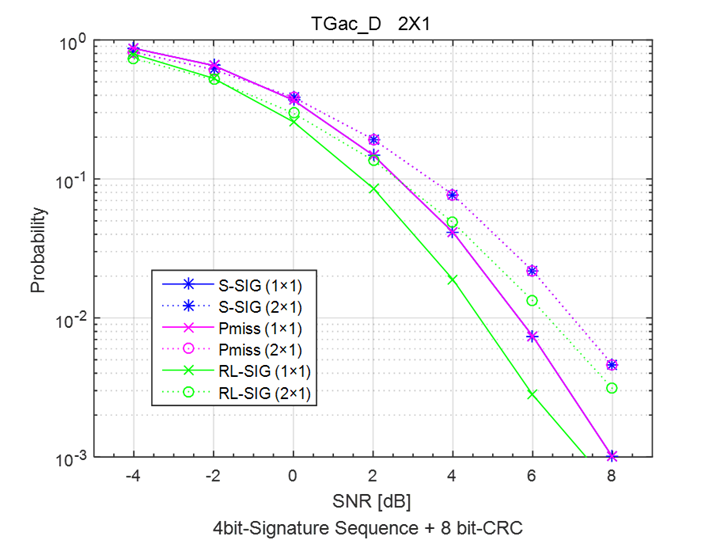 TGac_D 2X1
10^0
10^-1
10^-2
10^-3
Probability
S-SIG (1×1)
S-SIG (2×1)
Pmiss (1×1)
Pmiss (2×1)
RL-SIG (1×1)
RL-SIG (2×1)
-4 -2 0 2 4 6 8
SNR [dB]
4bit-Signature Sequence + 8 bit-CRC